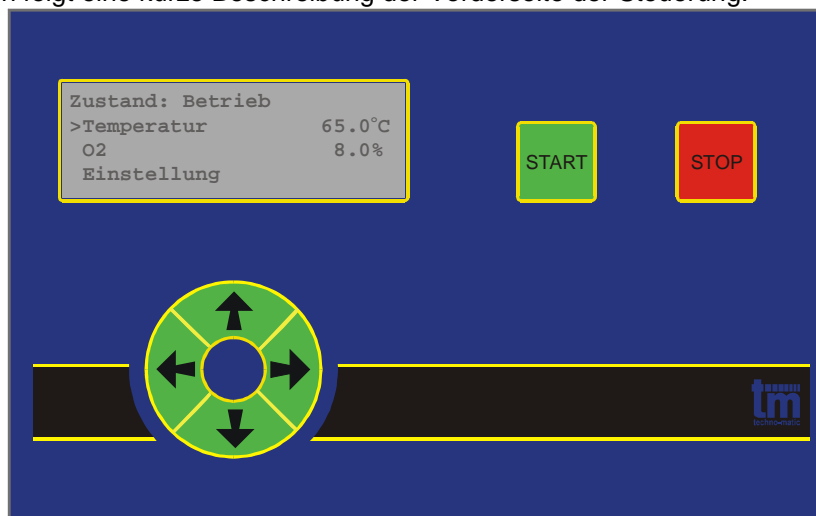 folgt eine kurze Beschreibung der Vorderseite der Steuerung.
Zustand: Betrieb
>Temperatur 65.0°C
O2 8.0%
Einstellung
START
STOP
tm
techno-matic